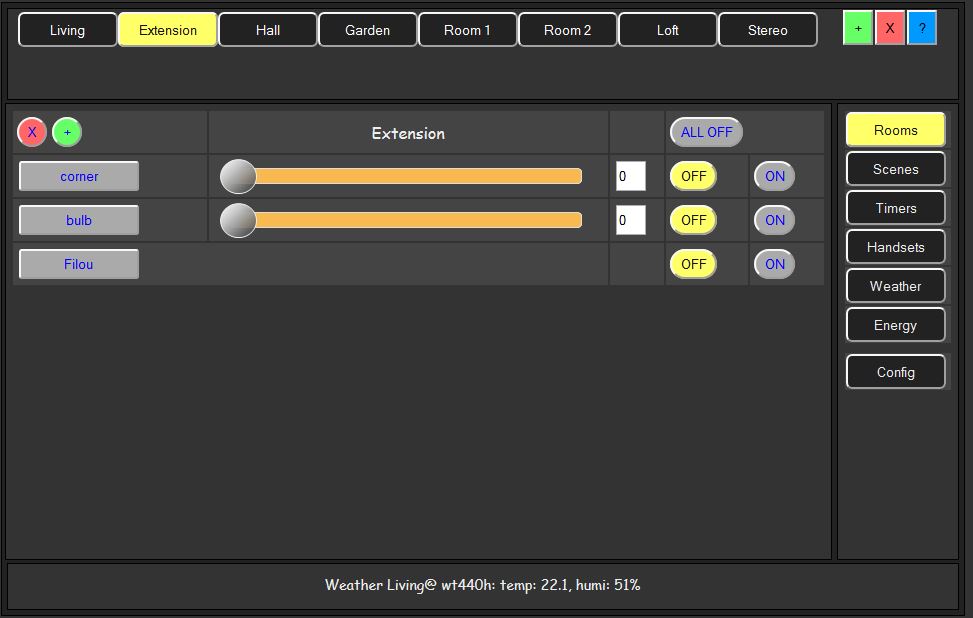 Living Extension Hall Garden Room 1 Room 2 Loft Stereo + X ?
X + Extension ALL OFF
corner 0 OFF ON
bulb 0 OFF ON
Filou OFF ON
Rooms
Scenes
Timers
Handsets
Weather
Energy
Config
Weather Living@ wt440h: temp: 22.1, humi: 51%